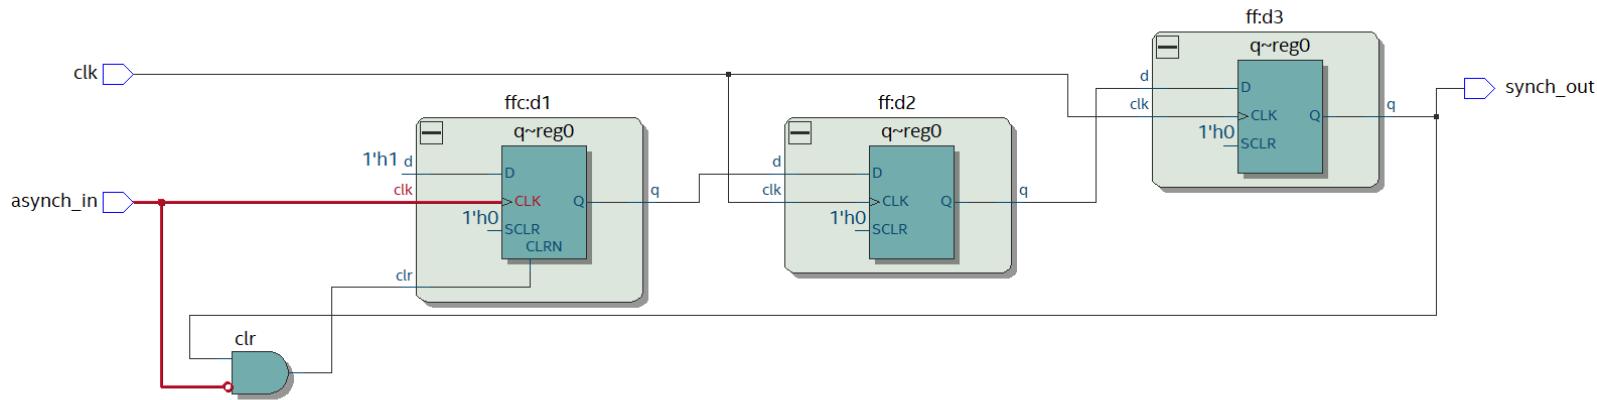 ff:d3
q~reg0
clk
d
D
synch_out
clk
CLK
Q
q
1'h0
SCLR
ffc:d1
ff:d2
q~reg0
q~reg0
1'h1
d
D
d
D
asynch_in
clk
CLK
Q
q
clk
CLK
Q
q
1'h0
SCLR
1'h0
SCLR
CLRN
clr
clr